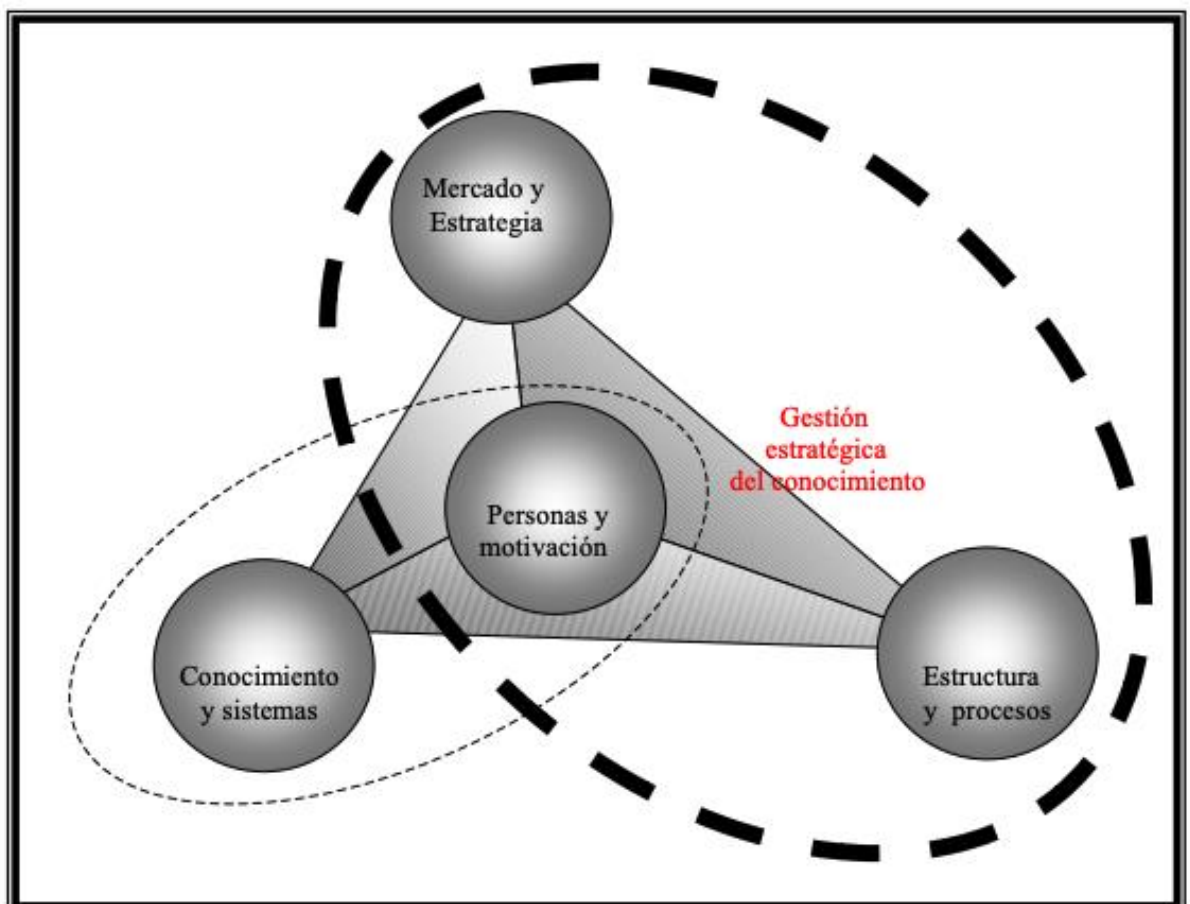 Mercado y
Estrategia
Gestión
estratégica
del conocimiento
Personas y
motivación
Conocimiento
y sistemas
Estructura
y procesos